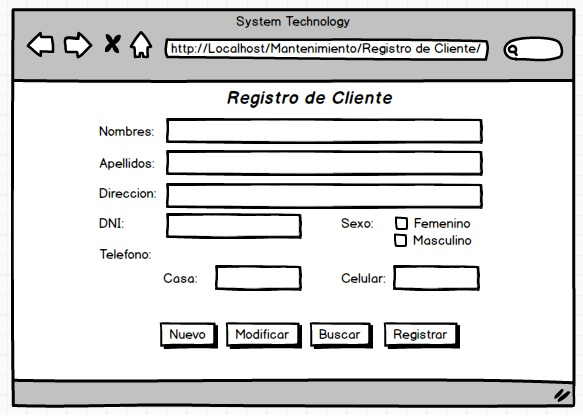 System Technology
http://Localhost/Mantenimiento/Registro de Cliente/
Registro de Cliente
Nombres:
Apellidos:
Direccion:
DNI: Sexo: Femenino
Masculino
Telefono:
Casa: Celular:
Nuevo Modificar Buscar Registrar